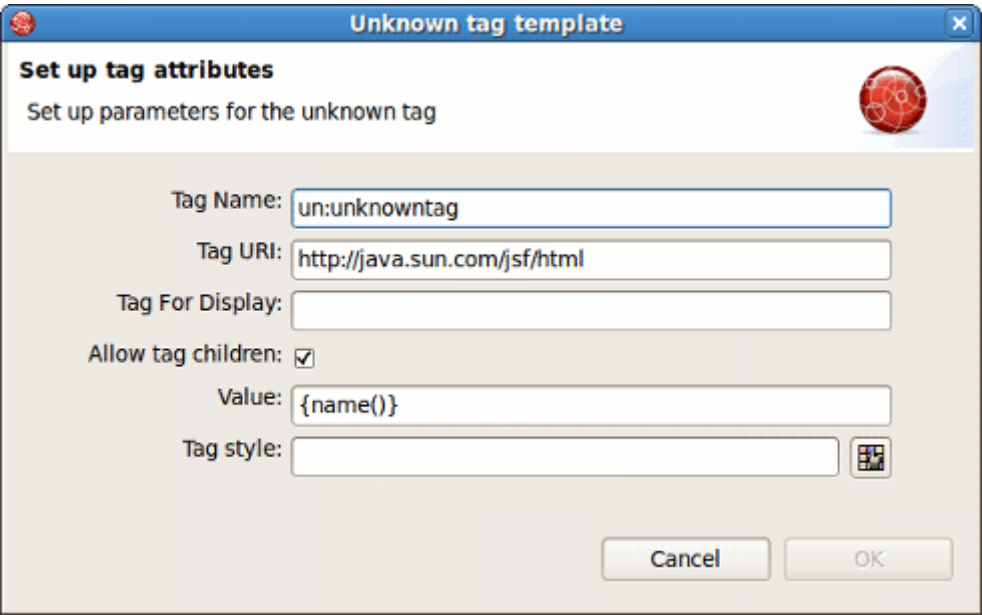 Unknown tag template
Set up tag attributes
Set up parameters for the unknown tag
Tag Name: un:unknowntag
Tag URI: http://java.sun.com/jsf/html
Tag For Display:
Allow tag children:
Value: {name()}
Tag style:
Cancel OK